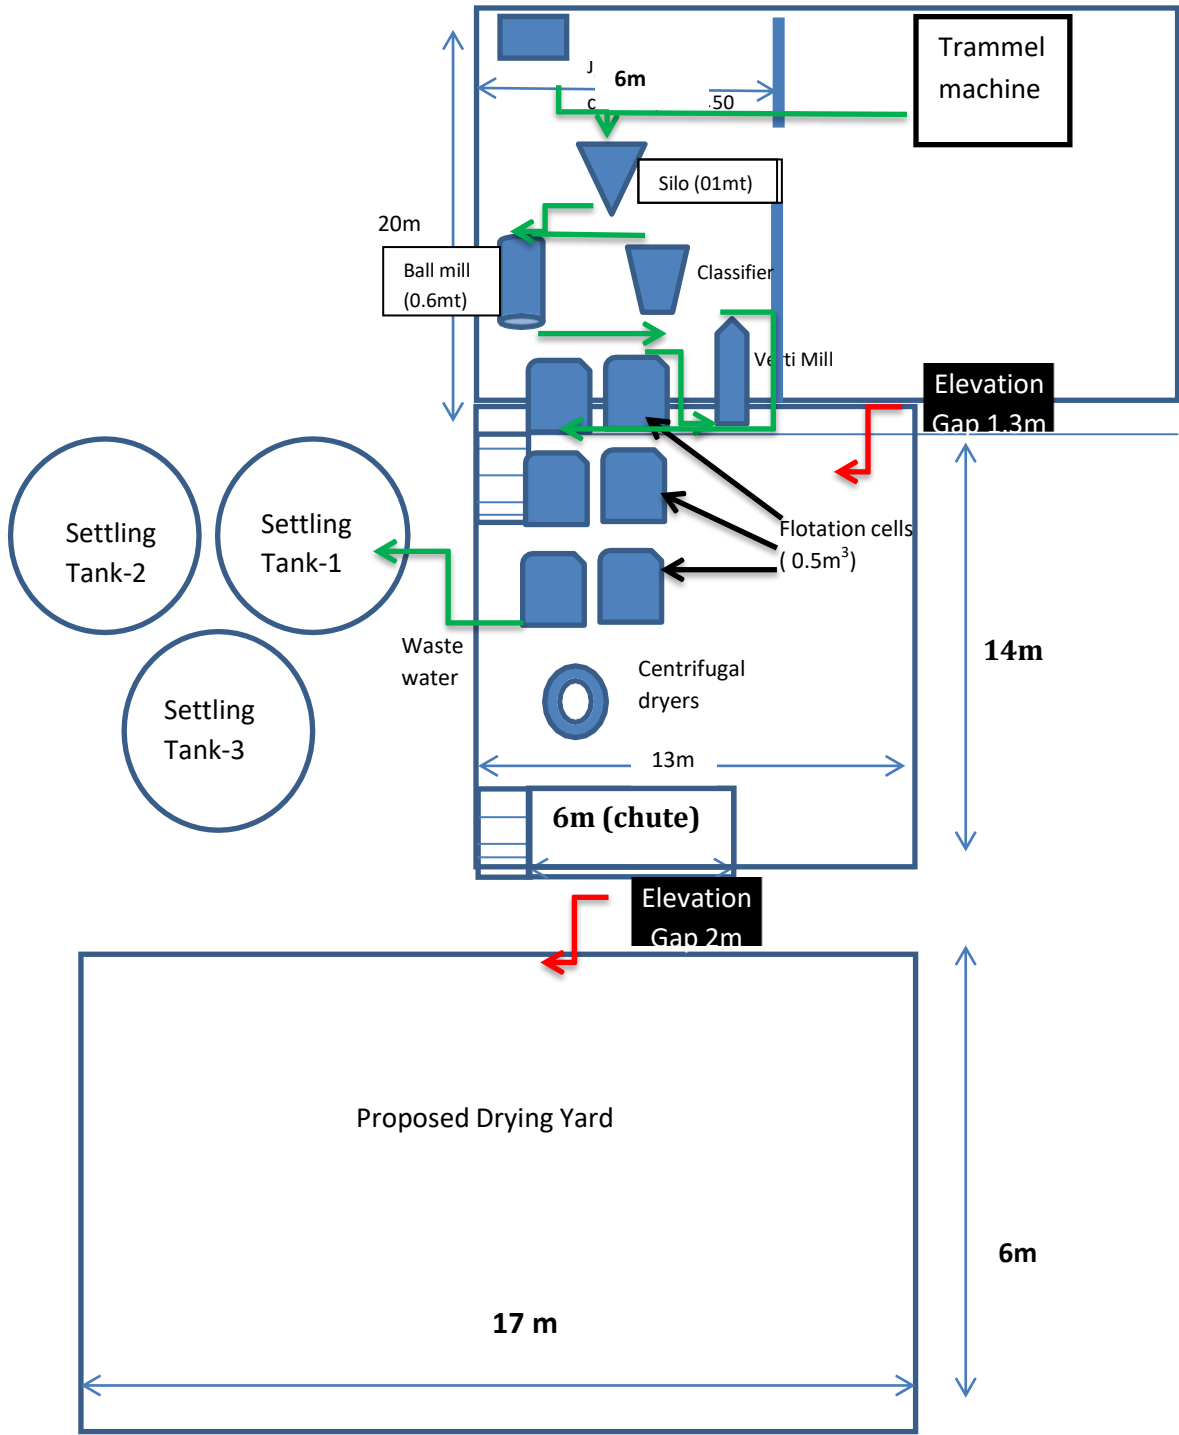 Trammel
machine
J
6m
c
50
Silo (01mt)
20m
Ball mill
(0.6mt)
Classifier
Verti Mill
Elevation
Gap 1.3m
Settling
Tank-2
Settling
Tank-1
Flotation cells
( 0.5m³)
Waste
water
14m
Centrifugal
dryers
Settling
Tank-3
13m
6m (chute)
Elevation
Gap 2m
Proposed Drying Yard
6m
17 m